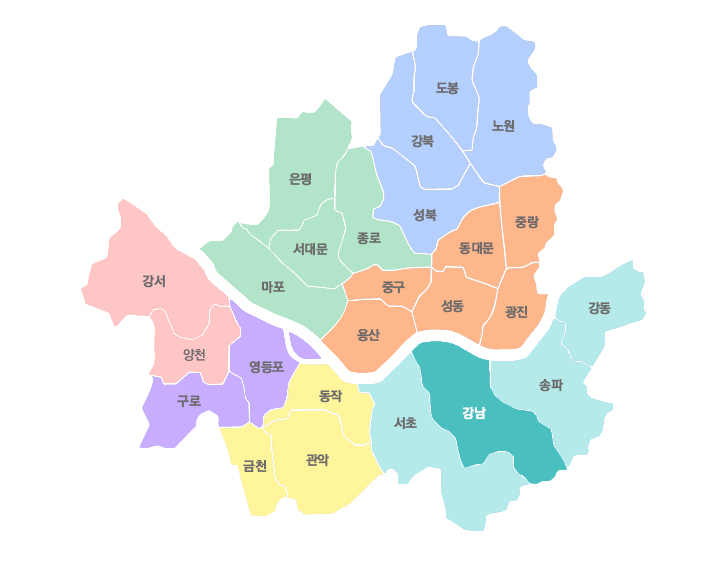 도봉
노원
강북
은평
성북
중랑
종로
동대문
서대문
강서
마포
중구
성동
강동
광진
용산
양천
영등포
송파
동작
구로
강남
서초
관악
금천